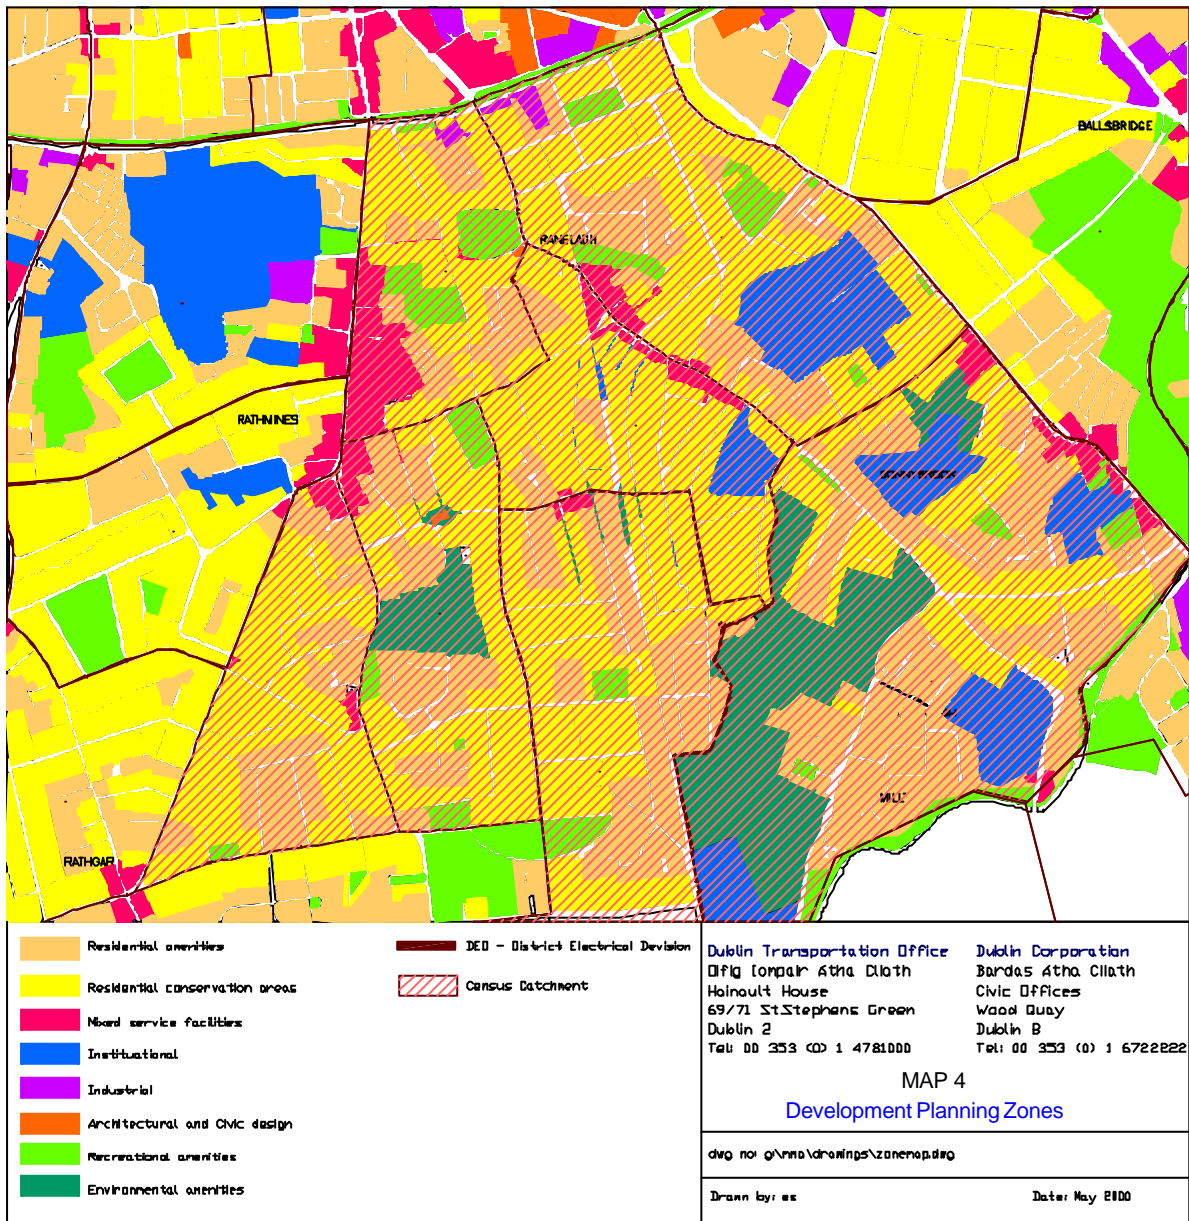 BALLSBRIDGE
RANELAGH
RATHMINES
RATHGAR
Residential amenities
Residential conservation areas
Mixed service facilities
Instituational
Industrial
Architectural and Civic design
Recreational amenities
Environmental amenities
DED - District Electrical Devision
Census Catchment
Dublin Transportation Office
Oifig Iompair Atha Cliath
Hainault House
69/71 St.Stephens Green
Dublin 2
Tel: 00 353 (0) 1 4781000
Dublin Corporation
Bardas Atha Cliath
Civic Offices
Wood Quay
Dublin 8
Tel: 00 353 (0) 1 6722222
MAP 4
Development Planning Zones
dwg no: g\nma\drawings\zonemap.dwg
Drawn by: es
Date: May 2000